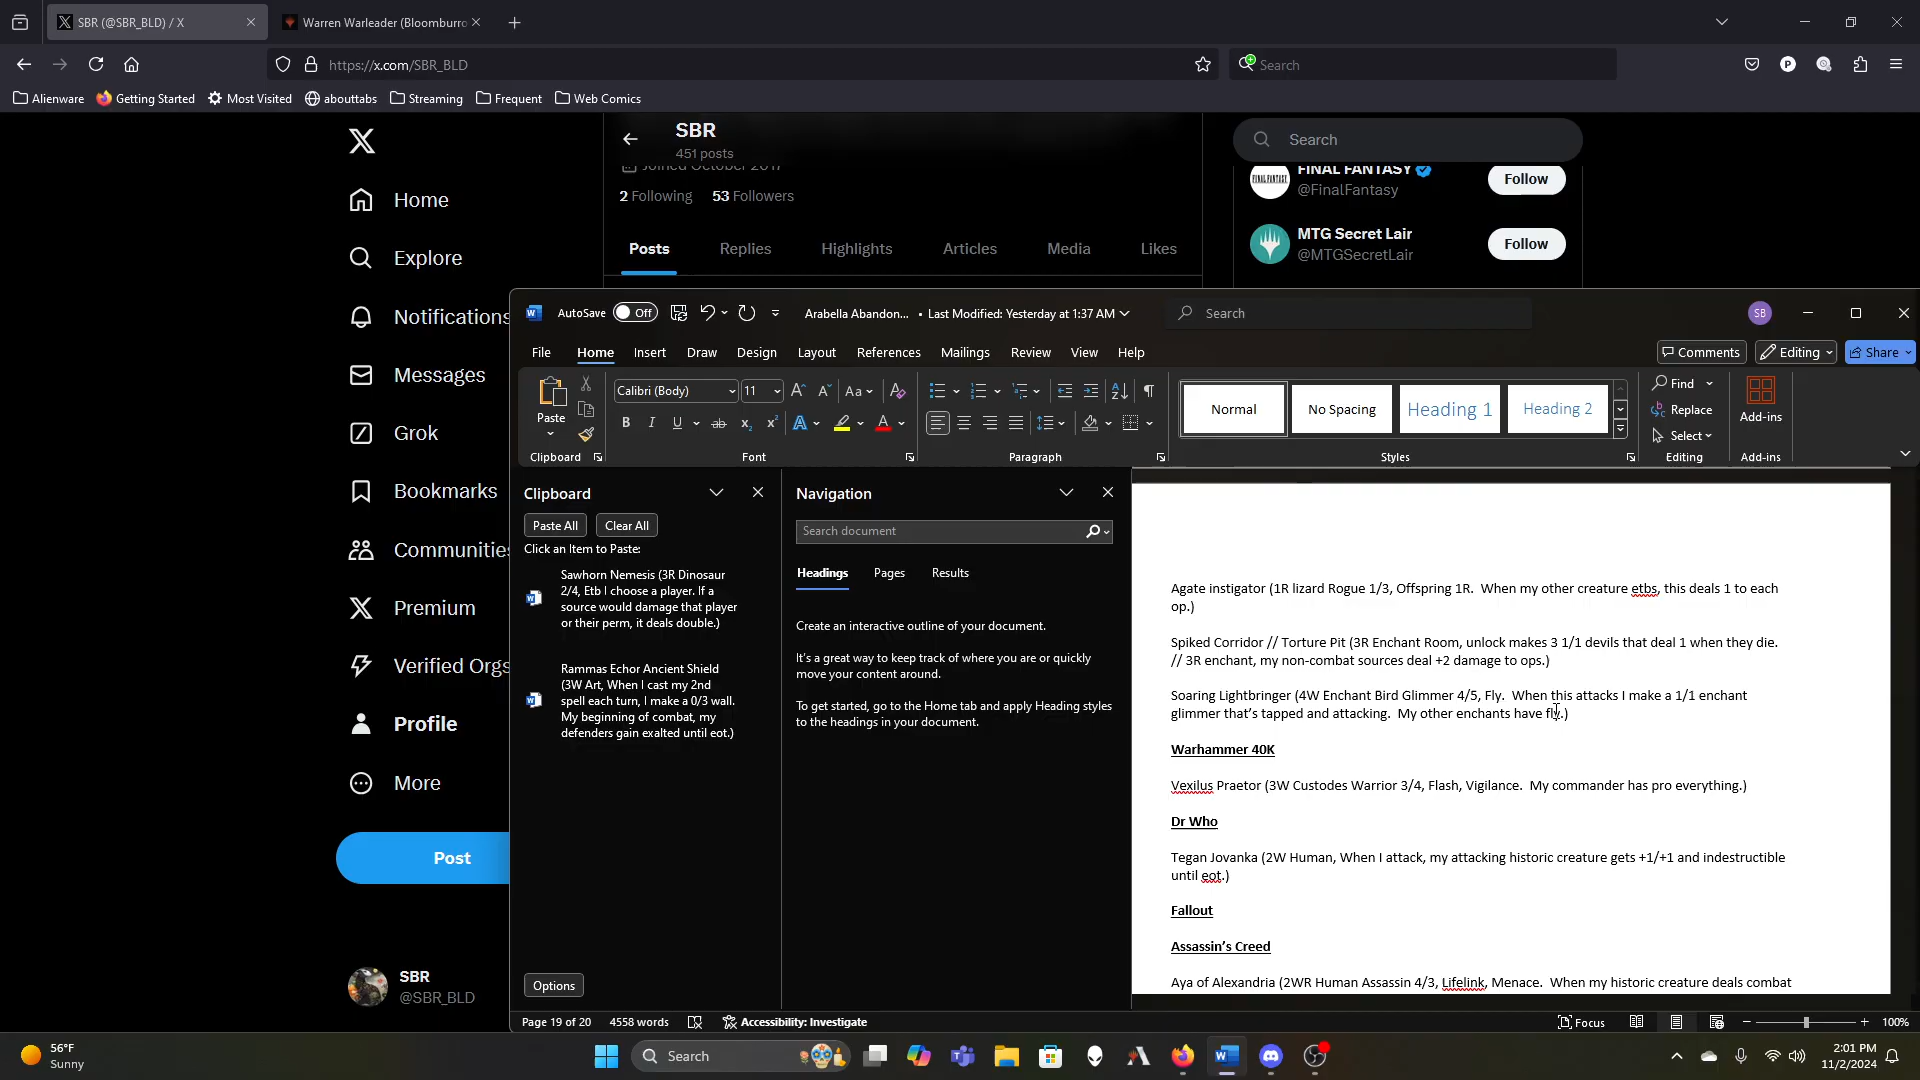 SBR (@SBR_BLD) / X
Warren Warleader (Bloomburro
https://x.com/SBR_BLD
Search
Alienware
Getting Started
Most Visited
abouttabs
Streaming
Frequent
Web Comics
SBR
451 posts
Joined October 2017
2 Following
53 Followers
Posts
Replies
Highlights
Articles
Media
Likes
Search
FINAL FANTASY
@FinalFantasy
Follow
MTG Secret Lair
@MTGSecretLair
Follow
Home
Explore
Notifications
Messages
Grok
Bookmarks
Communities
Premium
Verified Orgs
Profile
More
Post
SBR
@SBR_BLD
AutoSave
Off
Arabella Abandon... • Last Modified: Yesterday at 1:37 AM
Search
SB
File
Home
Insert
Draw
Design
Layout
References
Mailings
Review
View
Help
Comments
Editing
Share
Paste
Calibri (Body)
11
Normal
No Spacing
Heading 1
Heading 2
Find
Replace
Select
Add-ins
Clipboard
Font
Paragraph
Styles
Editing
Add-ins
Clipboard
Paste All
Clear All
Click an Item to Paste:
Sawhorn Nemesis (3R Dinosaur
2/4, Etb I choose a player. If a
source would damage that player
or their perm, it deals double.)
Rammas Echor Ancient Shield
(3W Art, When I cast my 2nd
spell each turn, I make a 0/3 wall.
My beginning of combat, my
defenders gain exalted until eot.)
Options
Navigation
Search document
Headings
Pages
Results
Create an interactive outline of your document.
It's a great way to keep track of where you are or quickly
move your content around.
To get started, go to the Home tab and apply Heading styles
to the headings in your document.
Agate instigator (1R lizard Rogue 1/3, Offspring 1R. When my other creature etbs, this deals 1 to each
op.)
Spiked Corridor // Torture Pit (3R Enchant Room, unlock makes 3 1/1 devils that deal 1 when they die.
// 3R enchant, my non-combat sources deal +2 damage to ops.)
Soaring Lightbringer (4W Enchant Bird Glimmer 4/5, Fly. When this attacks I make a 1/1 enchant
glimmer that's tapped and attacking. My other enchants have fly.)
Warhammer 40K
Vexilus Praetor (3W Custodes Warrior 3/4, Flash, Vigilance. My commander has pro everything.)
Dr Who
Tegan Jovanka (2W Human, When I attack, my attacking historic creature gets +1/+1 and indestructible
until eot.)
Fallout
Assassin's Creed
Aya of Alexandria (2WR Human Assassin 4/3, Lifelink, Menace. When my historic creature deals combat
Page 19 of 20
4558 words
Accessibility: Investigate
Focus
100%
56°F
Sunny
Search
2:01 PM
11/2/2024